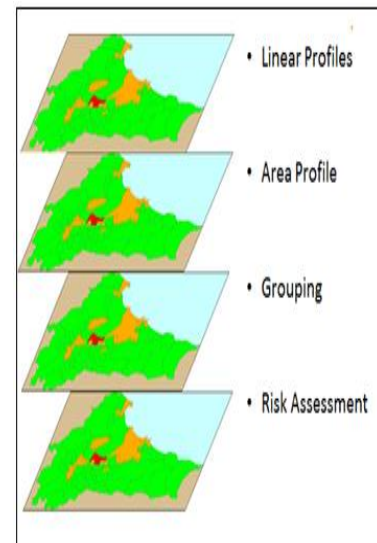 • Linear Profiles
• Area Profile
• Grouping
• Risk Assessment